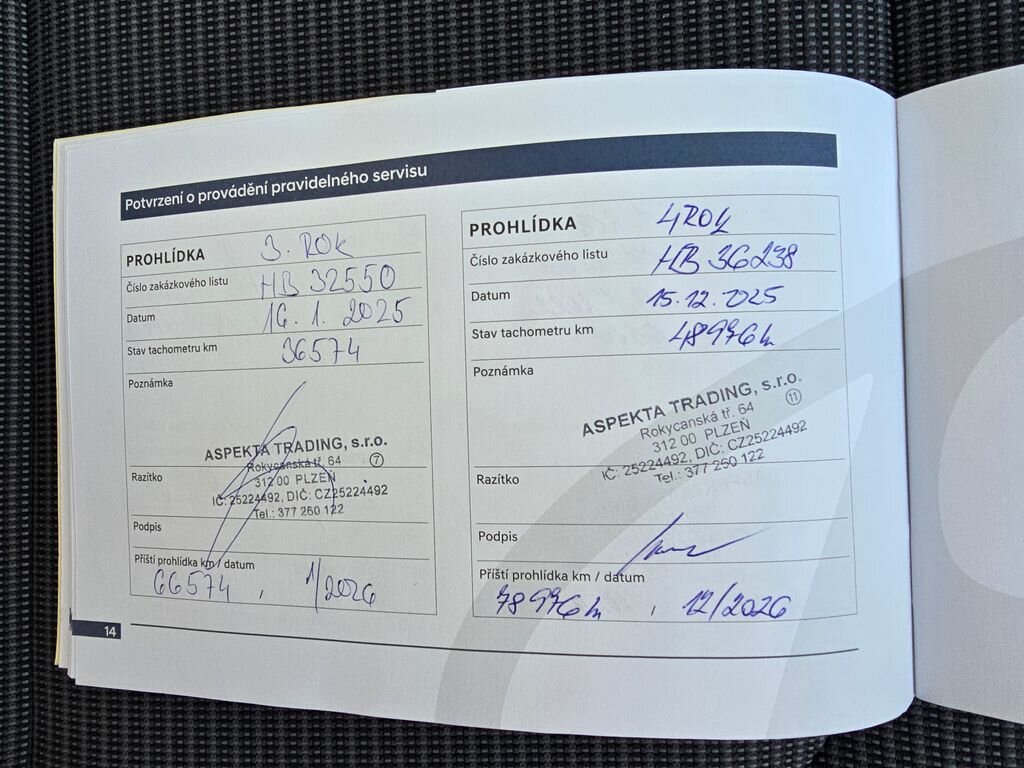 Potvrzení o provádění pravidelného servisu
PROHLÍDKA 3. ROK
Číslo zakázkového listu HB 32550
Datum 16. 1. 2025
Stav tachometru km 36574
Poznámka
ASPEKTA TRADING, s.r.o.
Rokycanská tř. 64 7
312 00 PLZEŇ
Razítko
IČ: 25224492, DIČ: CZ25224492
Tel.: 377 260 122
Podpis
Příští prohlídka km / datum
66574 , 1/2026
PROHLÍDKA 4ROK
Číslo zakázkového listu HB 36238
Datum 15.12.2025
Stav tachometru km 48976
Poznámka
ASPEKTA TRADING, s.r.o.
Rokycanská tř. 64 11
312 00 PLZEŇ
IČ: 25224492, DIČ: CZ25224492
Razítko
Tel.: 377 260 122
Podpis
Příští prohlídka km / datum
78976 , 12/2026
14